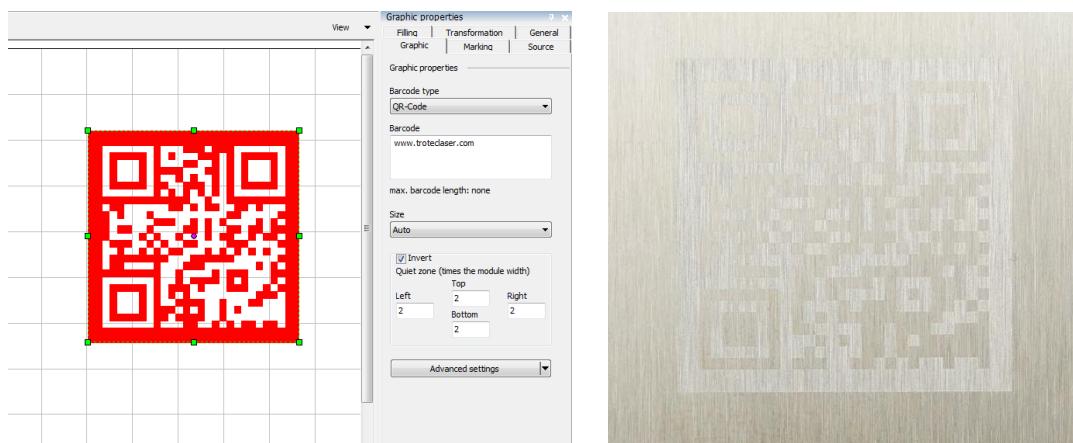 View
Graphic properties
Filling Transformation General
Graphic Marking Source
Graphic properties
Barcode type
QR-Code
Barcode
www.troteclaser.com
max. barcode length: none
Size
Auto
Invert
Quiet zone (times the module width)
Top
Left 2 Right
2 Bottom 2
2
Advanced settings